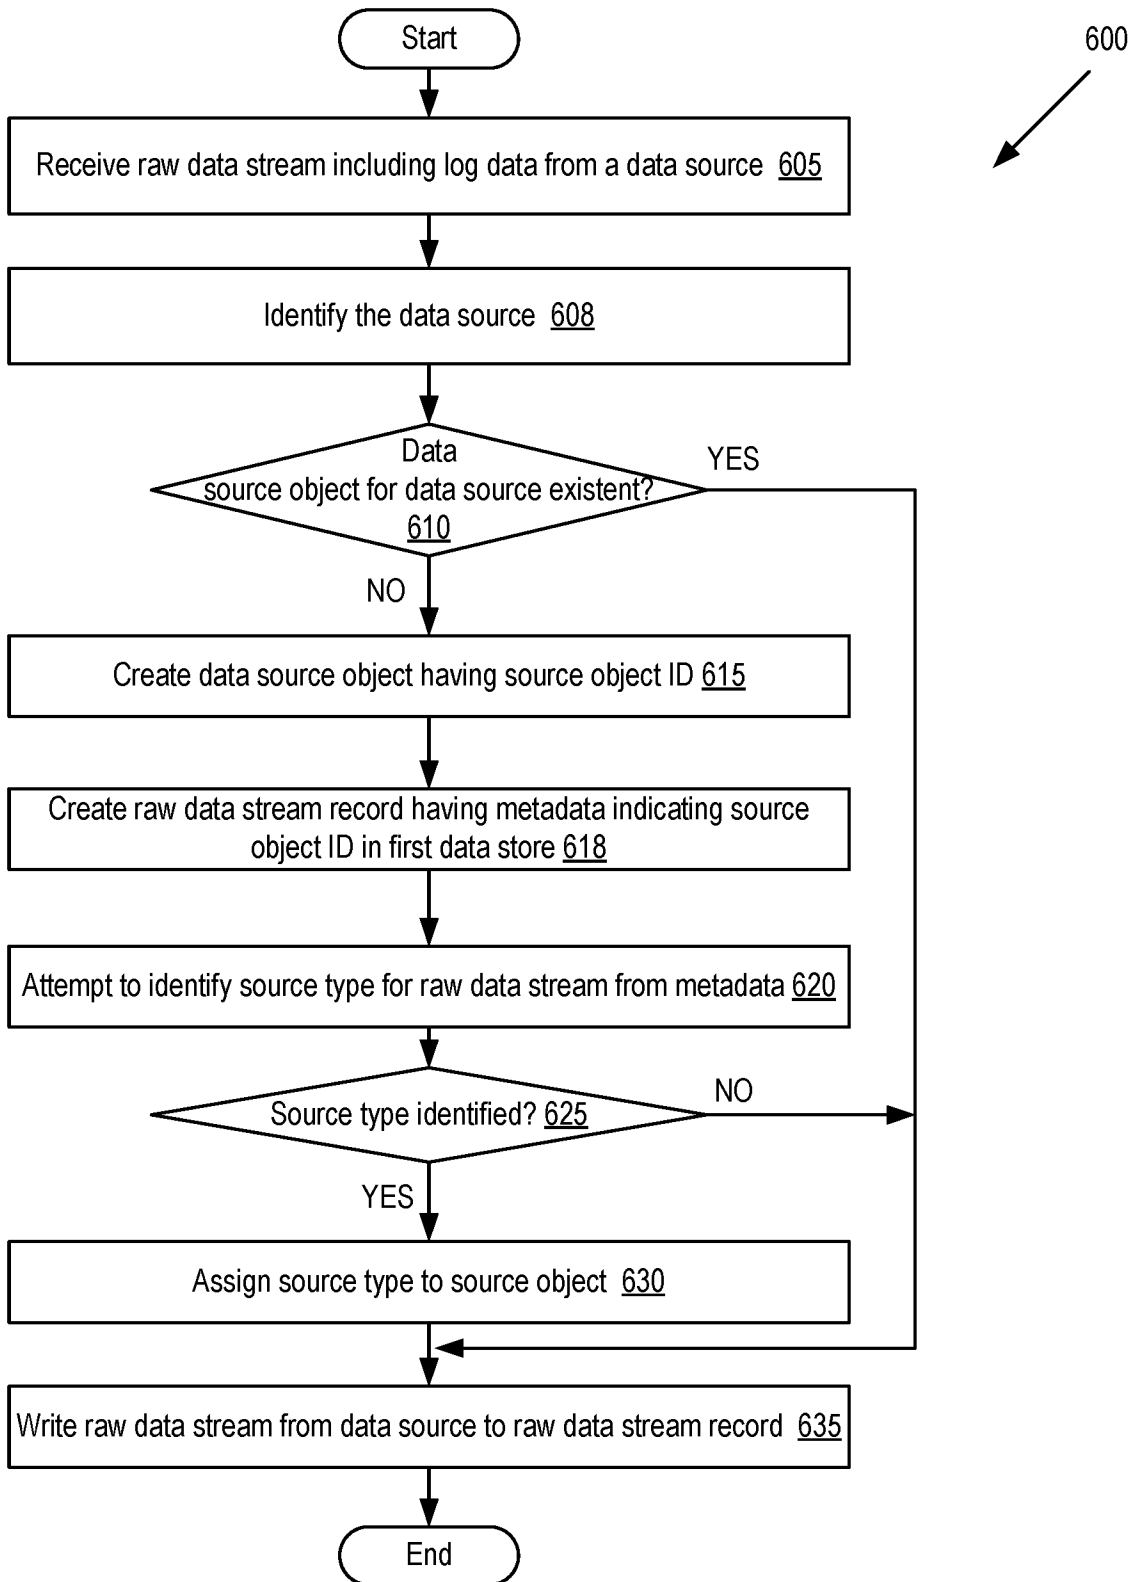 Start
600
Receive raw data stream including log data from a data source 605
Identify the data source 608
Data
source object for data source existent?
610
YES
NO
Create data source object having source object ID 615
Create raw data stream record having metadata indicating source
object ID in first data store 618
Attempt to identify source type for raw data stream from metadata 620
Source type identified? 625
NO
YES
Assign source type to source object 630
Write raw data stream from data source to raw data stream record 635
End